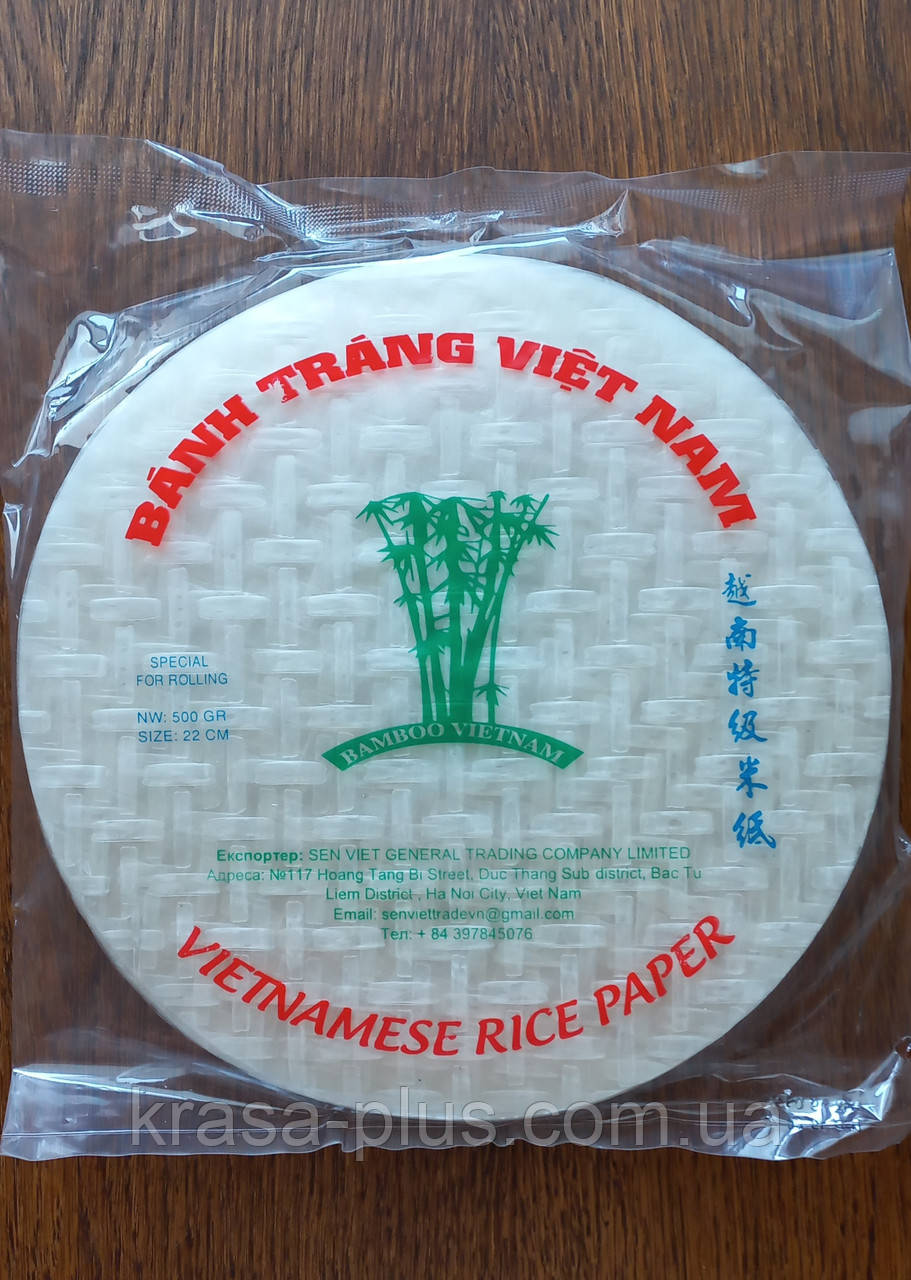 BÁNH TRÁNG VIỆT NAM
越南特级米纸
SPECIAL
FOR ROLLING
NW: 500 GR
SIZE: 22 CM
BAMBOO VIETNAM
Експортер: SEN VIET GENERAL TRADING COMPANY LIMITED
Адреса: №117 Hoang Tang Bi Street, Duc Thang Sub district, Bac Tu
Liem District , Ha Noi City, Viet Nam
Email: senviettradevn@gmail.com
Тел: + 84 397845076
VIETNAMESE RICE PAPER
krasa-plus.com.ua